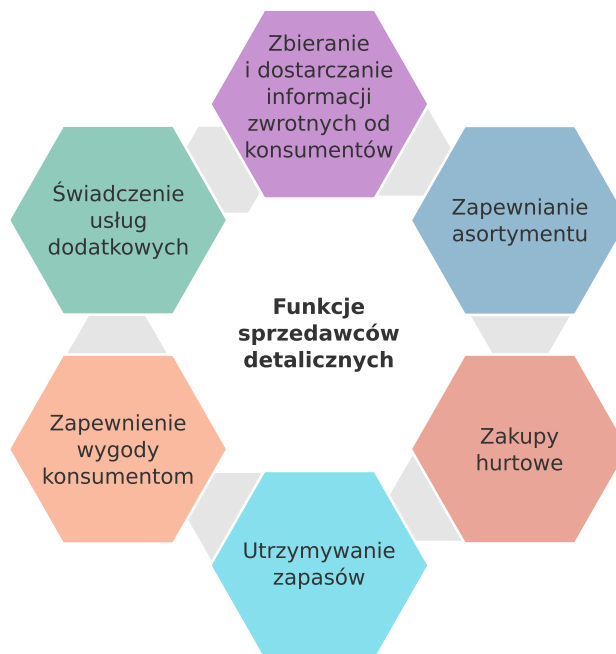 Zbieranie
i dostarczanie
informacji
zwrotnych od
konsumentów
Zapewnianie
asortymentu
Zakupy
hurtowe
Utrzymywanie
zapasów
Zapewnienie
wygody
konsumentom
Świadczenie
usług
dodatkowych
Funkcje
sprzedawców
detalicznych